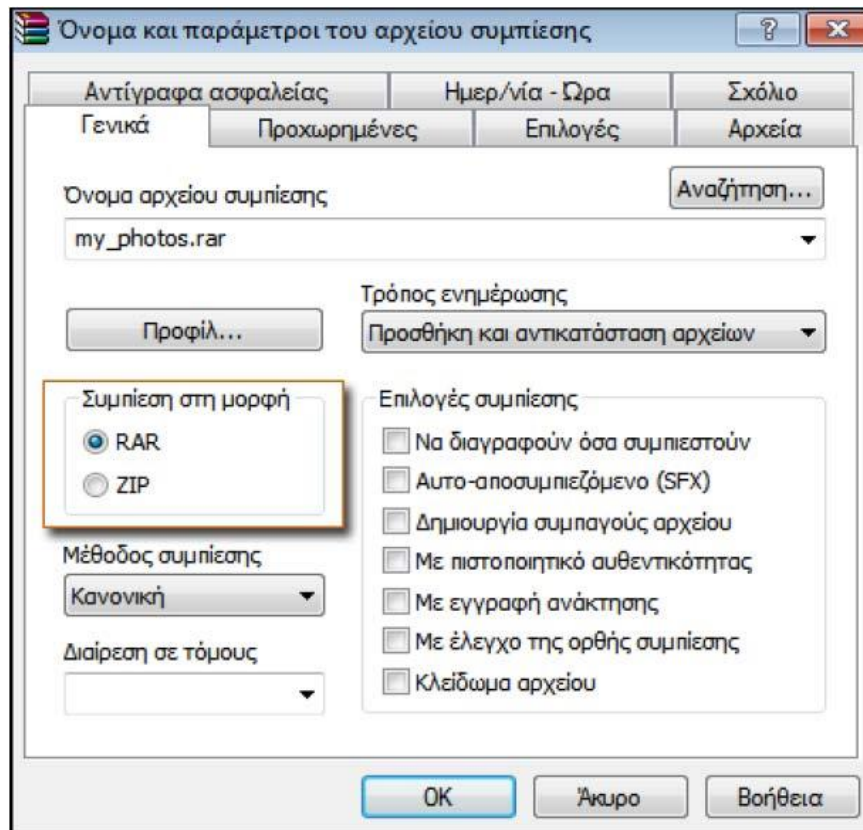 Όνομα και παράμετροι του αρχείου συμπίεσης
Αντίγραφα ασφαλείας
Ημερ/νία - Ώρα
Σχόλιο
Γενικά
Προχωρημένες
Επιλογές
Αρχεία
Όνομα αρχείου συμπίεσης
Αναζήτηση...
my_photos.rar
Προφίλ...
Τρόπος ενημέρωσης
Προσθήκη και αντικατάσταση αρχείων
Συμπίεση στη μορφή
RAR
ZIP
Μέθοδος συμπίεσης
Κανονική
Διαίρεση σε τόμους
Επιλογές συμπίεσης
Να διαγραφούν όσα συμπιεστούν
Αυτο-αποσυμπιεζόμενο (SFX)
Δημιουργία συμπαγούς αρχείου
Με πιστοποιητικό αυθεντικότητας
Με εγγραφή ανάκτησης
Με έλεγχο της ορθής συμπίεσης
Κλείδωμα αρχείου
OK
Άκυρο
Βοήθεια